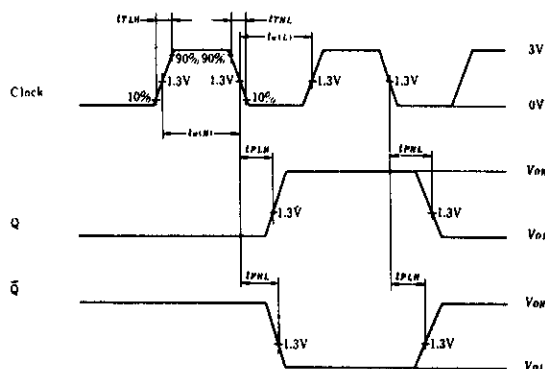 tTLH tTHL
tw(L)
90% 90% 3V
Clock 1.3V 1.3V 1.3V 1.3V
10% 10% 0V
tw(H)
tPLH tPHL
VOH
1.3V 1.3V
Q VOL
Q̄ tPHL tPLH
VOH
1.3V 1.3V
VOL